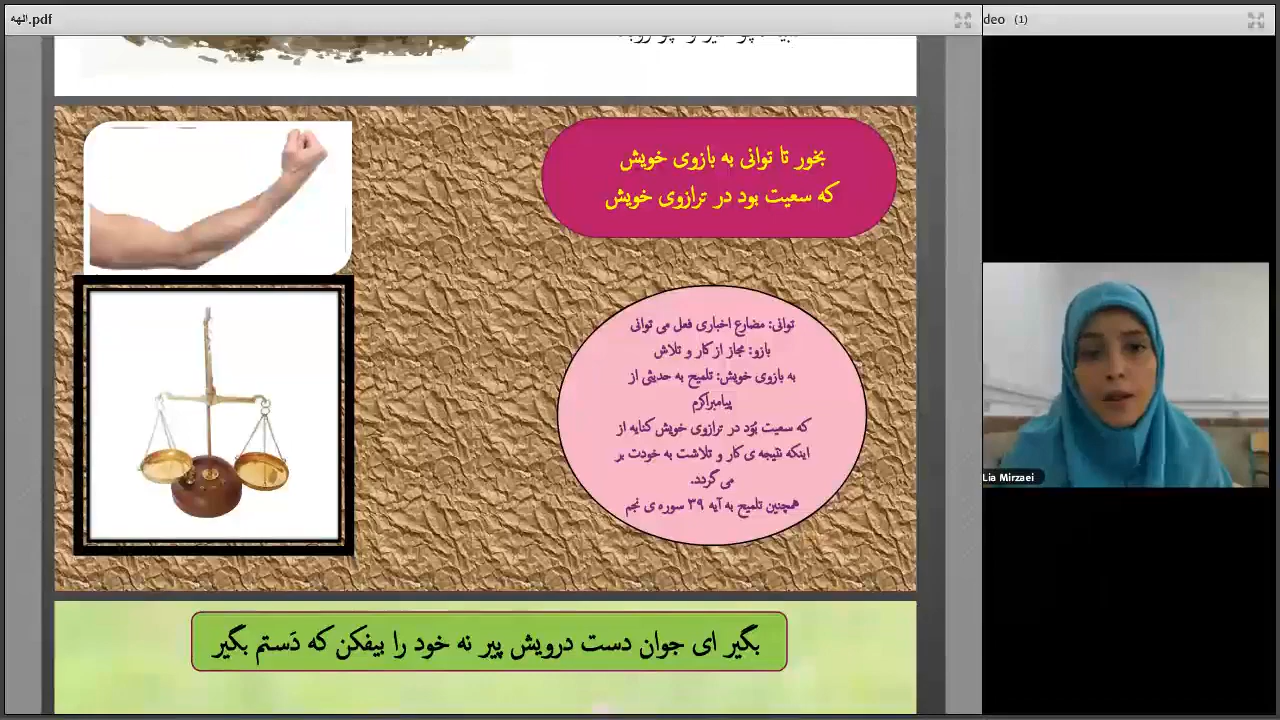 الهه.pdf
deo (1)
بخور تا توانی به بازوی خویش
که سعیت بود در ترازوی خویش
توانی: مضارع اخباری فعل می توانی
بازو: مجاز از کار و تلاش
به بازوی خویش: تلمیح به حدیثی از
پیامبراکرم
که سعیت بُوَد در ترازوی خویش کنایه از
اینکه نتیجه ی کار و تلاشت به خودت بر
می گردد.
همچنین تلمیح به آیه ۳۹ سوره ی نجم
Lia Mirzaei
بگیر ای جوان دست درویش پیر نه خود را بیفکن که دَستم بگیر